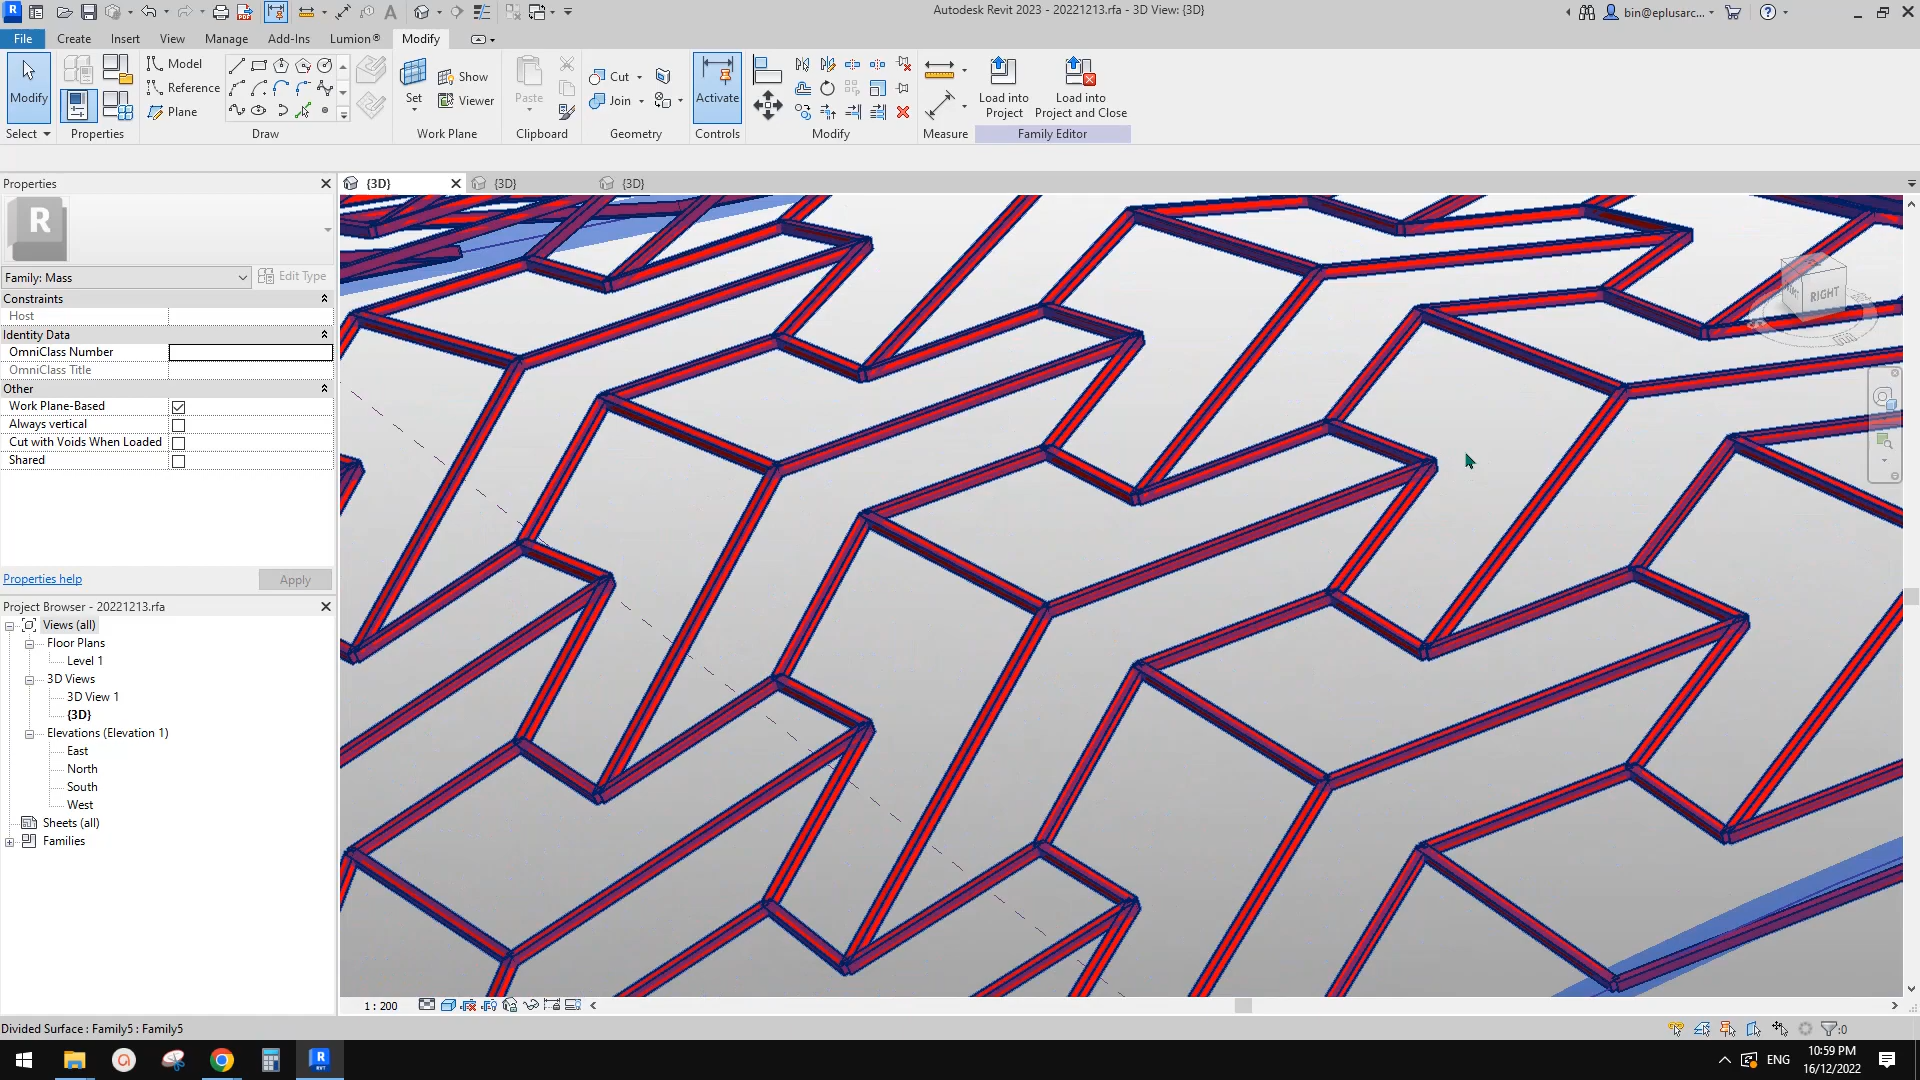 Autodesk Revit 2023 - 20221213.rfa - 3D View: {3D}
bin@eplusarc...
File Create Insert View Manage Add-Ins Lumion® Modify
Modify
Select
Properties
Model
Reference
Plane
Draw
Set
Show
Viewer
Work Plane
Paste
Clipboard
Cut
Join
Geometry
Activate
Controls
Modify
Measure
Load into
Project
Load into
Project and Close
Family Editor
Properties
{3D} {3D} {3D}
R
Family: Mass
Edit Type
Constraints
Host
Identity Data
OmniClass Number
OmniClass Title
Other
Work Plane-Based
Always vertical
Cut with Voids When Loaded
Shared
Properties help
Apply
Project Browser - 20221213.rfa
Views (all)
Floor Plans
Level 1
3D Views
3D View 1
{3D}
Elevations (Elevation 1)
East
North
South
West
Sheets (all)
Families
RIGHT
1 : 200
Divided Surface : Family5 : Family5
:0
ENG
10:59 PM
16/12/2022